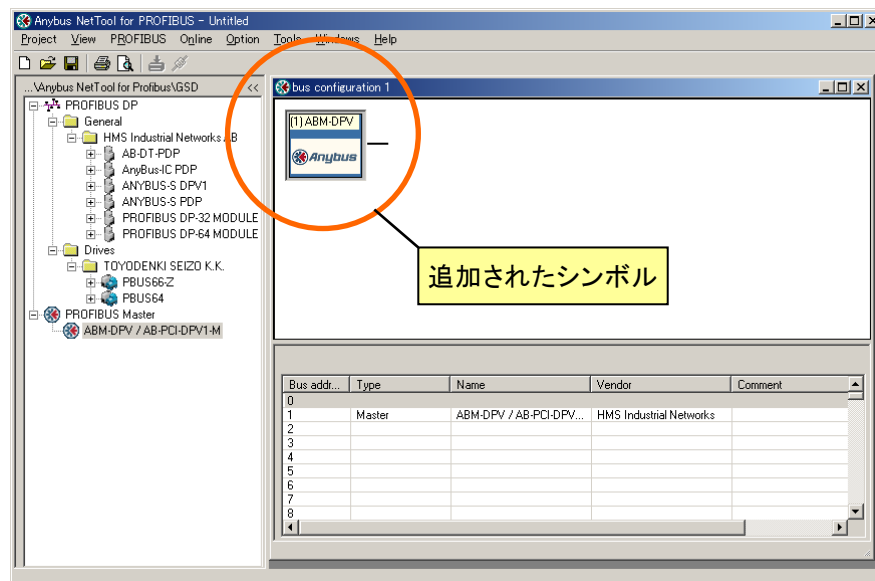 Anybus NetTool for PROFIBUS - Untitled
Project View PROFIBUS Online Option Tools Windows Help
...\Anybus NetTool for Profibus\GSD <<
PROFIBUS DP
General
HMS Industrial Networks AB
AB-DT-PDP
AnyBus-IC PDP
ANYBUS-S DPV1
ANYBUS-S PDP
PROFIBUS DP-32 MODULE
PROFIBUS DP-64 MODULE
Drives
TOYODENKI SEIZO K.K.
PBUS66-Z
PBUS64
PROFIBUS Master
ABM-DPV / AB-PCI-DPV1-M
bus configuration 1
(1) ABM-DPV
Anybus
追加されたシンボル
Bus addr... Type Name Vendor Comment
0
1 Master ABM-DPV / AB-PCI-DPV... HMS Industrial Networks
2
3
4
5
6
7
8